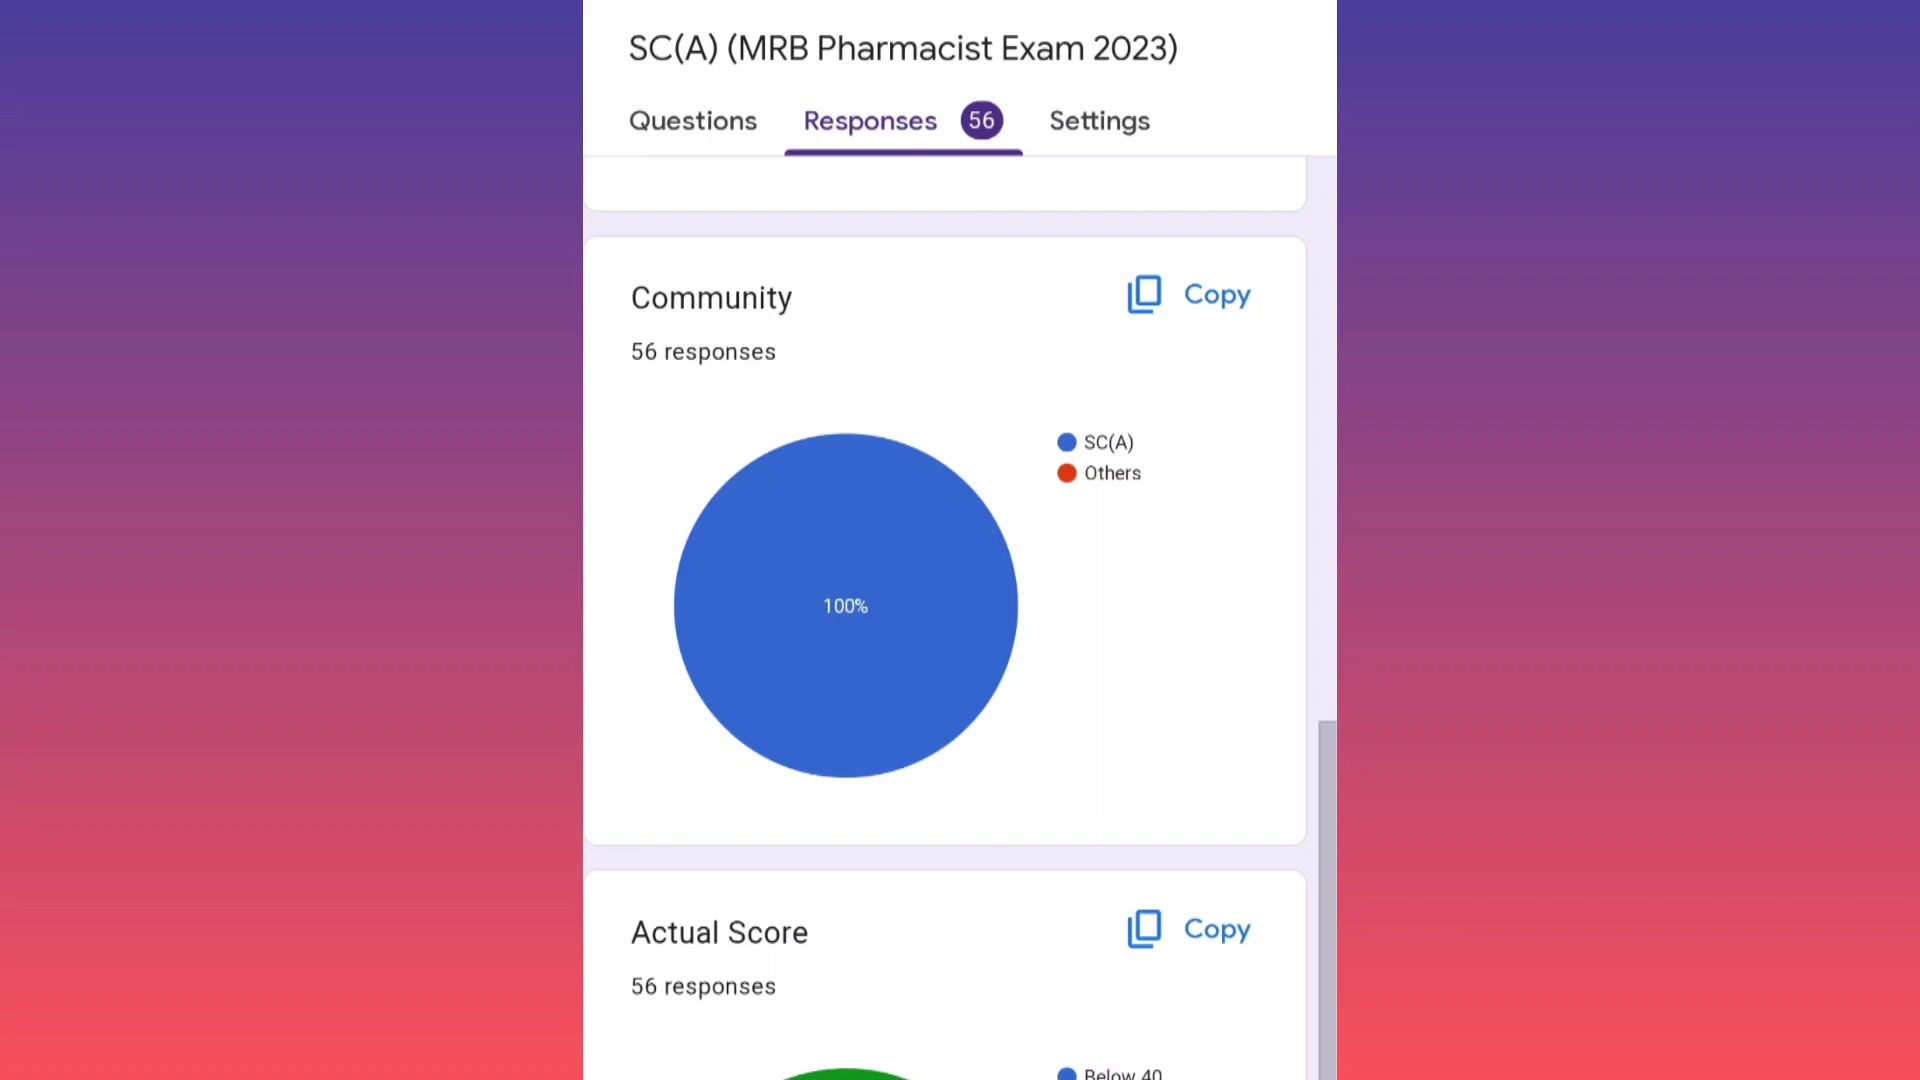 SC(A) (MRB Pharmacist Exam 2023)
Questions Responses 56 Settings
Community Copy
56 responses
SC(A)
Others
100%
Actual Score Copy
56 responses
Below 40